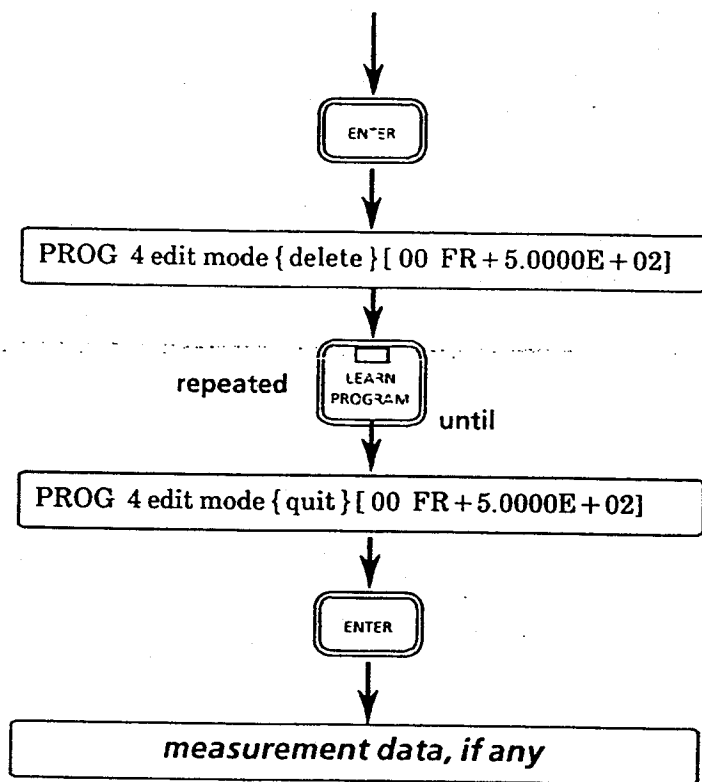 ENTER
PROG 4 edit mode {delete}[ 00 FR+5.0000E+02]
repeated
LEARN
PROGRAM
until
PROG 4 edit mode {quit}[ 00 FR+5.0000E+02]
ENTER
measurement data, if any